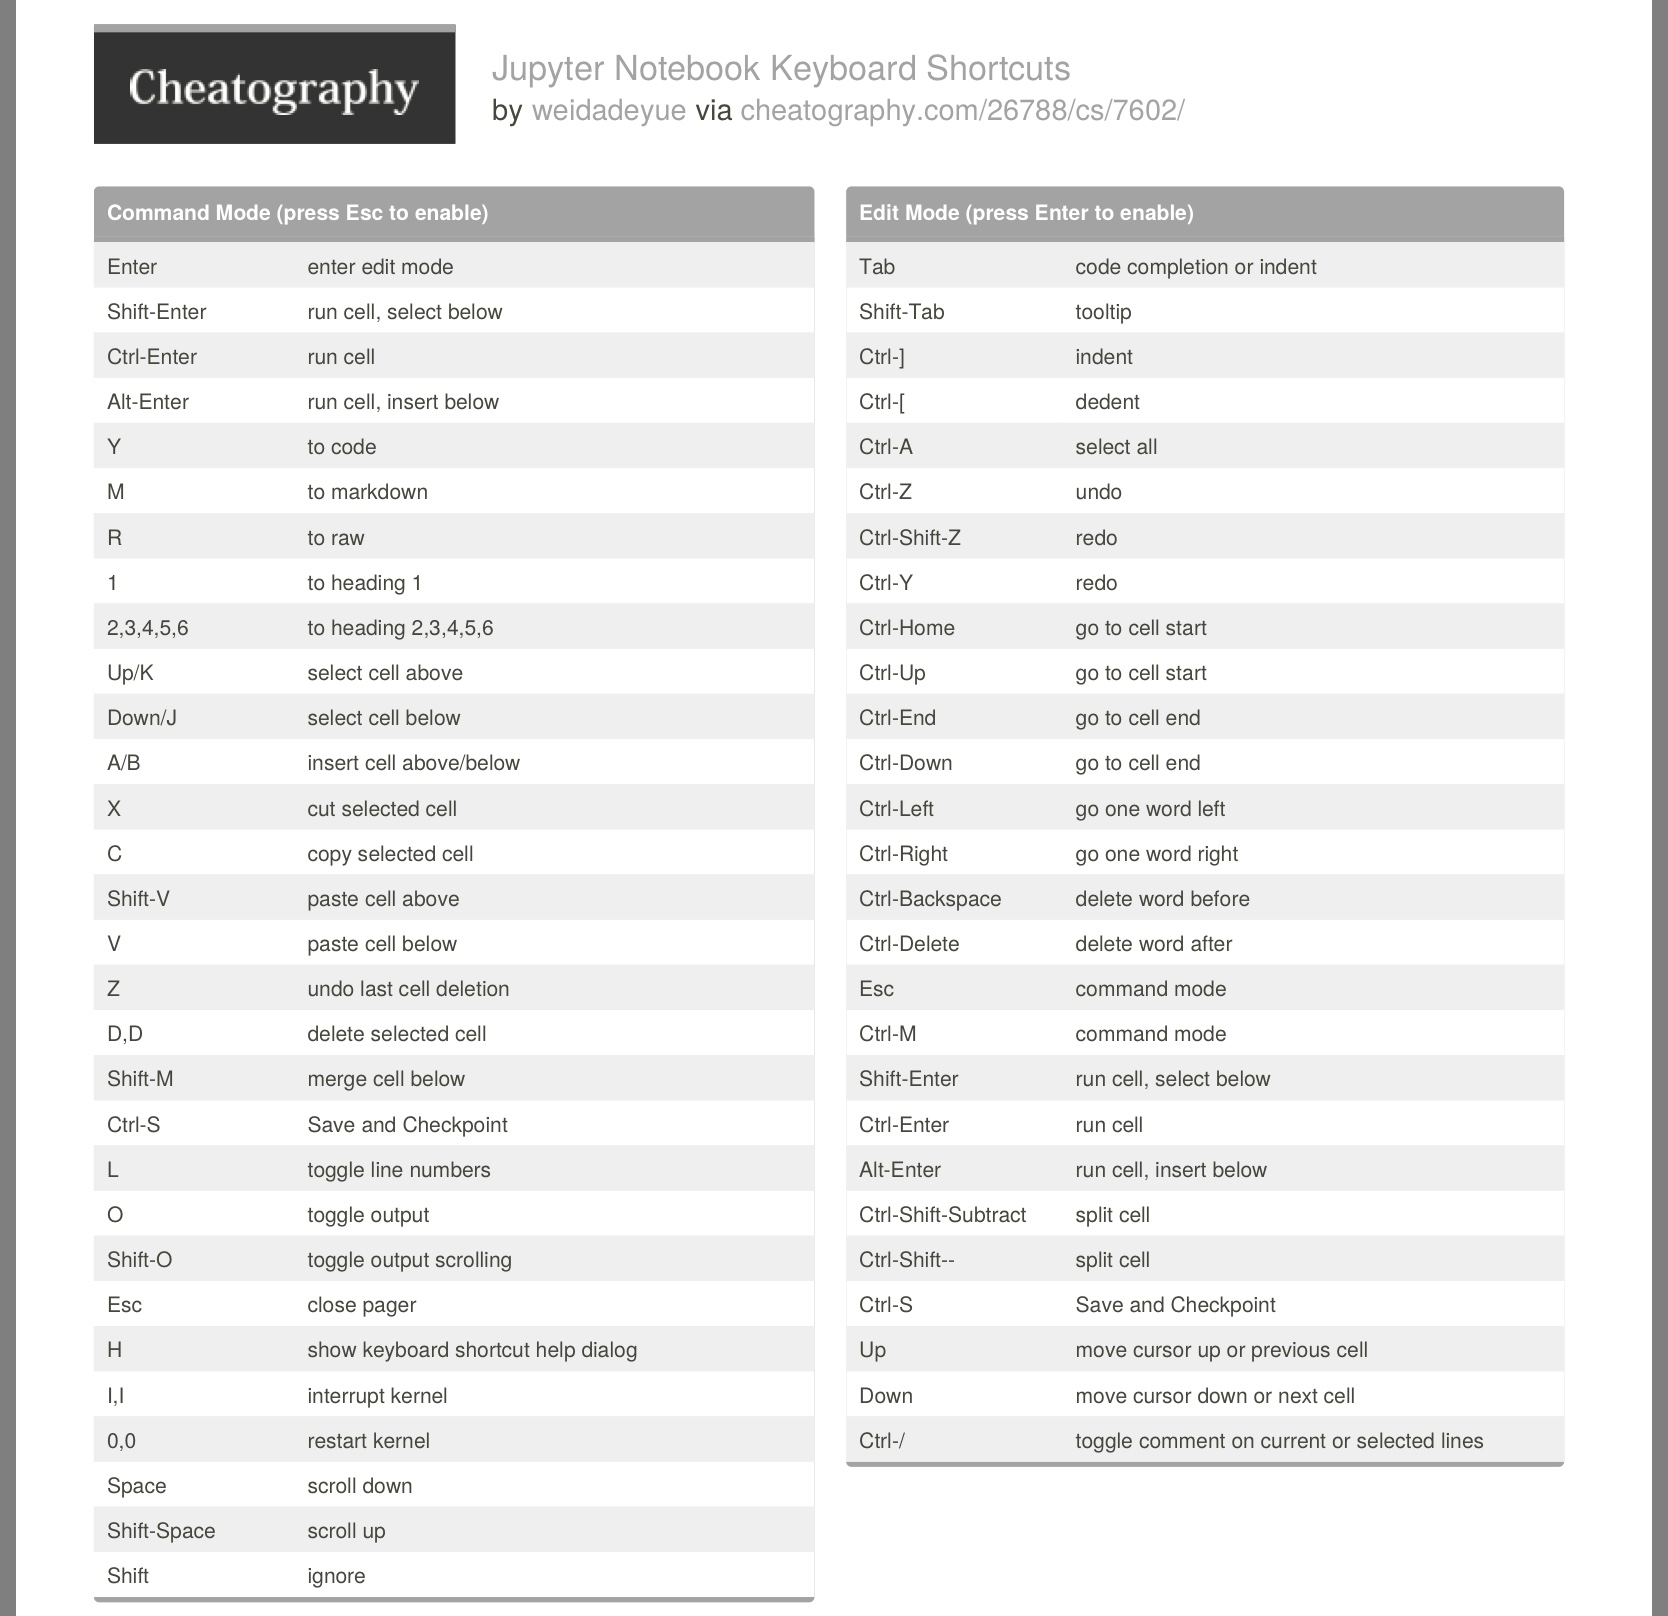 Cheatography
Jupyter Notebook Keyboard Shortcuts
by weidadeyue via cheatography.com/26788/cs/7602/
Command Mode (press Esc to enable)
Enter enter edit mode
Shift-Enter run cell, select below
Ctrl-Enter run cell
Alt-Enter run cell, insert below
Y to code
M to markdown
R to raw
1 to heading 1
2,3,4,5,6 to heading 2,3,4,5,6
Up/K select cell above
Down/J select cell below
A/B insert cell above/below
X cut selected cell
C copy selected cell
Shift-V paste cell above
V paste cell below
Z undo last cell deletion
D,D delete selected cell
Shift-M merge cell below
Ctrl-S Save and Checkpoint
L toggle line numbers
O toggle output
Shift-O toggle output scrolling
Esc close pager
H show keyboard shortcut help dialog
I,I interrupt kernel
0,0 restart kernel
Space scroll down
Shift-Space scroll up
Shift ignore
Edit Mode (press Enter to enable)
Tab code completion or indent
Shift-Tab tooltip
Ctrl-] indent
Ctrl-[ dedent
Ctrl-A select all
Ctrl-Z undo
Ctrl-Shift-Z redo
Ctrl-Y redo
Ctrl-Home go to cell start
Ctrl-Up go to cell start
Ctrl-End go to cell end
Ctrl-Down go to cell end
Ctrl-Left go one word left
Ctrl-Right go one word right
Ctrl-Backspace delete word before
Ctrl-Delete delete word after
Esc command mode
Ctrl-M command mode
Shift-Enter run cell, select below
Ctrl-Enter run cell
Alt-Enter run cell, insert below
Ctrl-Shift-Subtract split cell
Ctrl-Shift-- split cell
Ctrl-S Save and Checkpoint
Up move cursor up or previous cell
Down move cursor down or next cell
Ctrl-/ toggle comment on current or selected lines